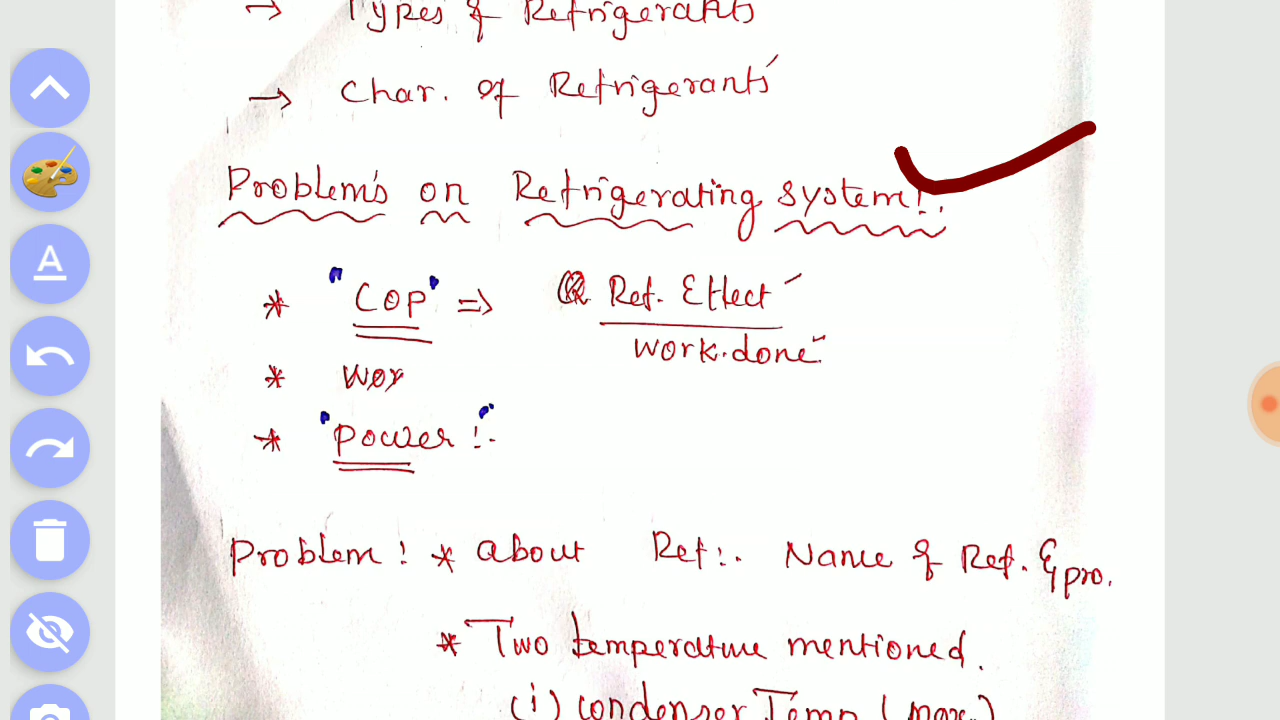 → Types of Refrigerants
→ Char. of Refrigerants
Problems on Refrigerating system!.
* "COP" => Ref. Effect
work.done
* Wor
* "power!.
Problem! * about Ref:. Name of Ref. & pro.
* Two temperature mentioned.
(i) condenser Temp (max.)
A